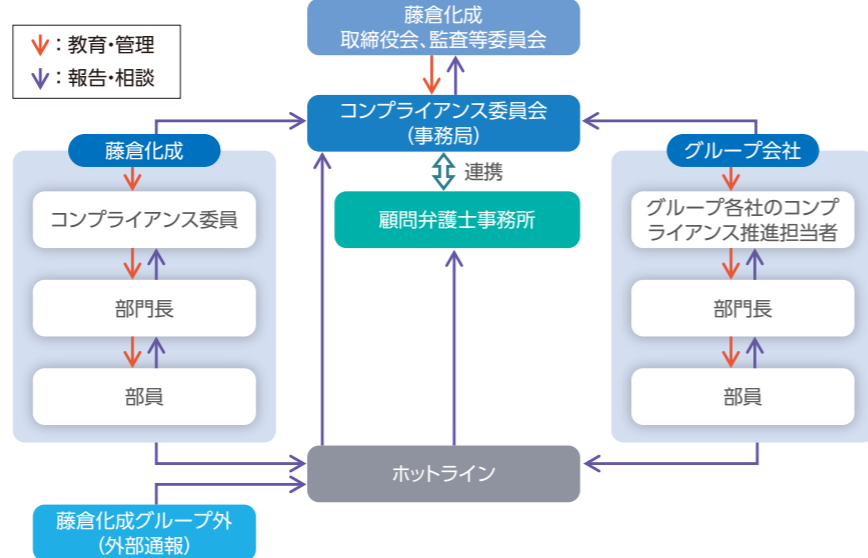 藤倉化成
取締役会、監査等委員会
：教育・管理
：報告・相談
コンプライアンス委員会
（事務局）
藤倉化成
グループ会社
連携
コンプライアンス委員
顧問弁護士事務所
グループ各社のコンプ
ライアンス推進担当者
部門長
部門長
部員
部員
ホットライン
藤倉化成グループ外
（外部通報）